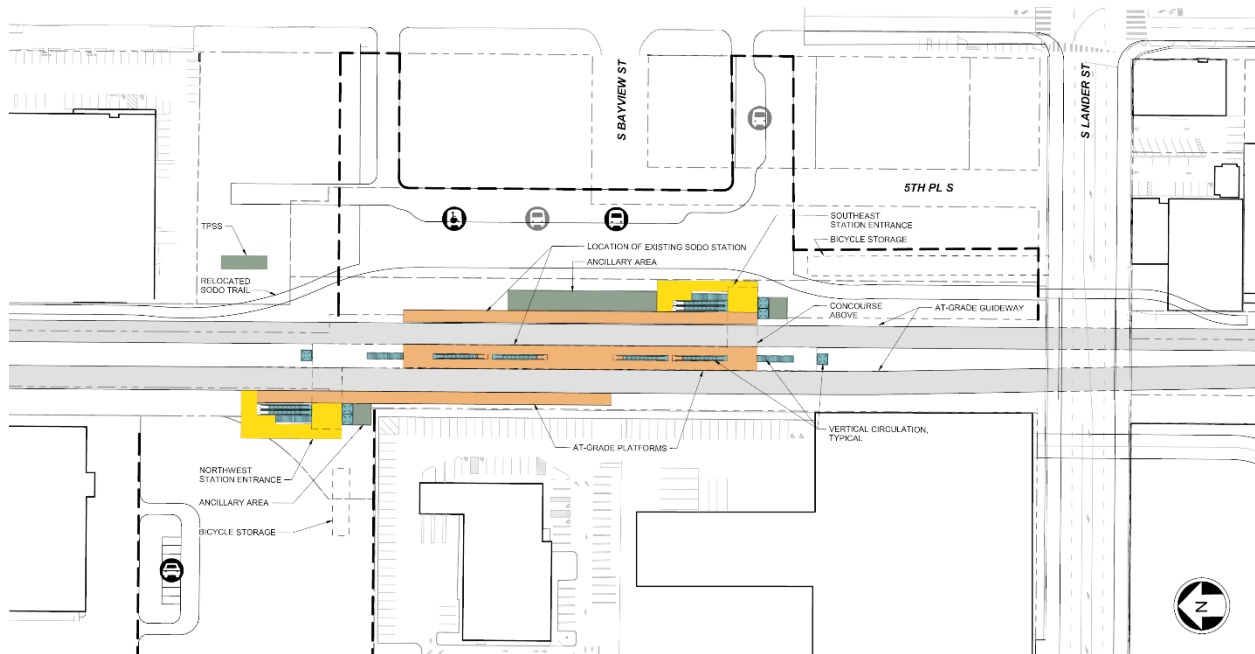 S BAYVIEW ST
S LANDER ST
5TH PL S
SOUTHEAST
STATION ENTRANCE
BICYCLE STORAGE
TPSS
LOCATION OF EXISTING SODO STATION
ANCILLARY AREA
RELOCATED
SODO TRAIL
CONCOURSE
ABOVE
AT-GRADE GUIDEWAY
VERTICAL CIRCULATION,
TYPICAL
AT-GRADE PLATFORMS
NORTHWEST
STATION ENTRANCE
ANCILLARY AREA
BICYCLE STORAGE
N